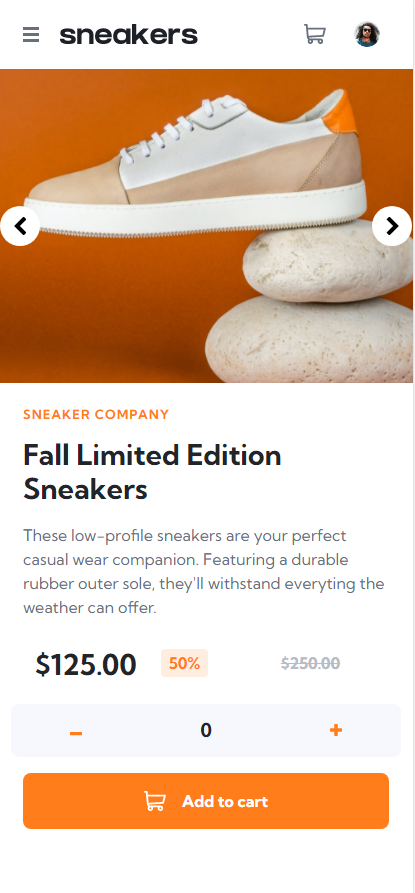 sneakers
SNEAKER COMPANY
Fall Limited Edition
Sneakers
These low-profile sneakers are your perfect
casual wear companion. Featuring a durable
rubber outer sole, they'll withstand everyting the
weather can offer.
$125.00 50% $250.00
0
Add to cart